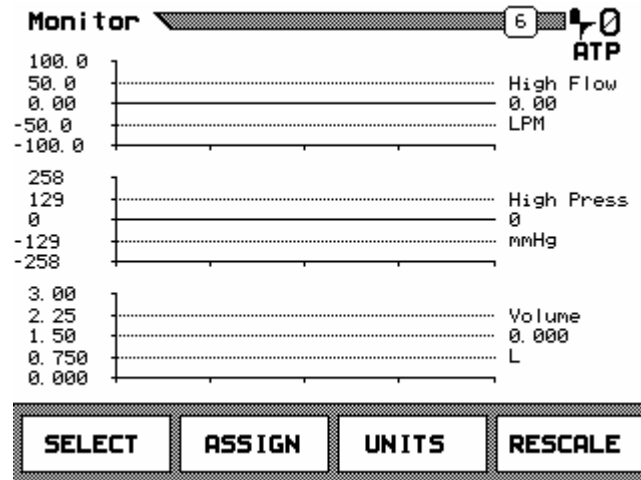 Monitor 6 0
ATP
100.0
50.0 High Flow
0.00 0.00
-50.0 LPM
-100.0
258
129 High Press
0 0
-129 mmHg
-258
3.00
2.25 Volume
1.50 0.000
0.750 L
0.000
SELECT ASSIGN UNITS RESCALE